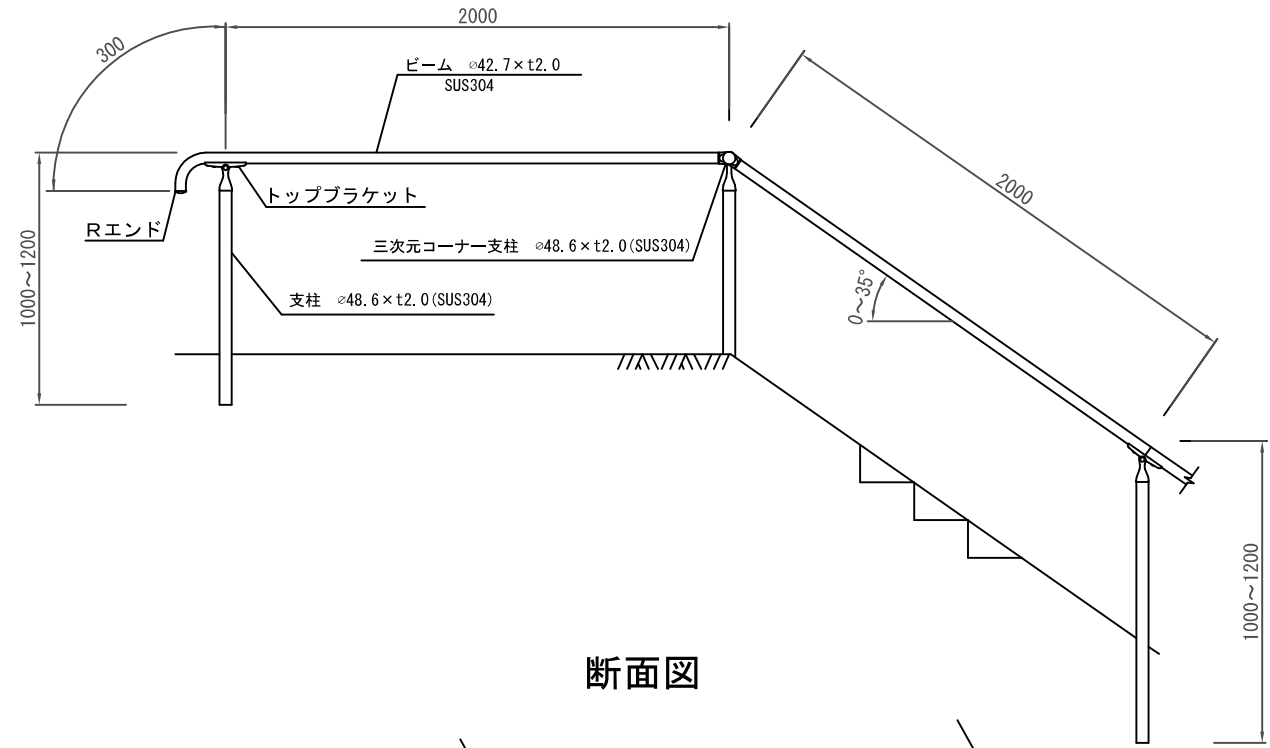 2000
300
ビーム ⌀42.7×t2.0
SUS304
2000
トップブラケット
Rエンド
三次元コーナー支柱 ⌀48.6×t2.0(SUS304)
1000～1200
支柱 ⌀48.6×t2.0(SUS304)
0～35°
1000～1200
断面図